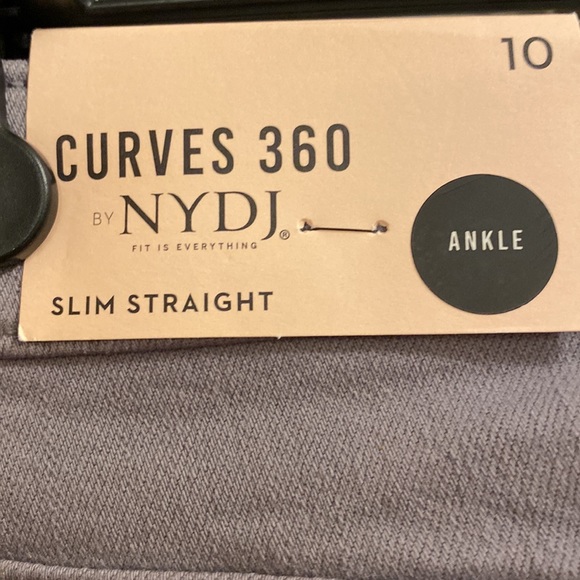 10
CURVES 360
BY NYDJ®
FIT IS EVERYTHING
ANKLE
SLIM STRAIGHT